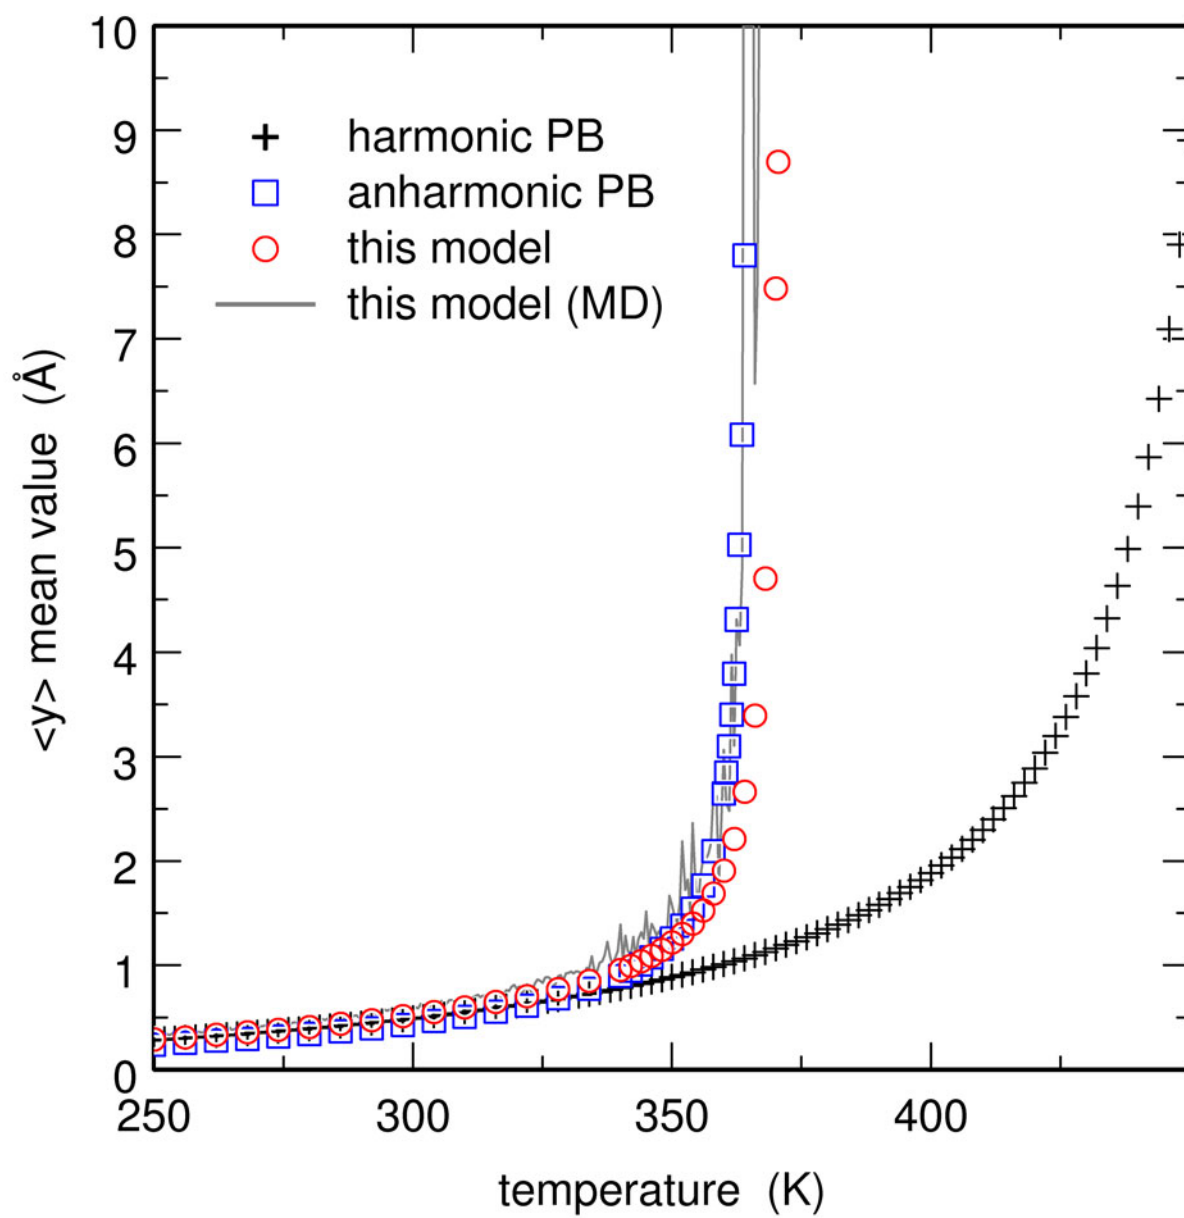 10
9
8
7
6
5
4
3
2
1
0
<y> mean value (Å)
harmonic PB
anharmonic PB
this model
this model (MD)
250 300 350 400
temperature (K)